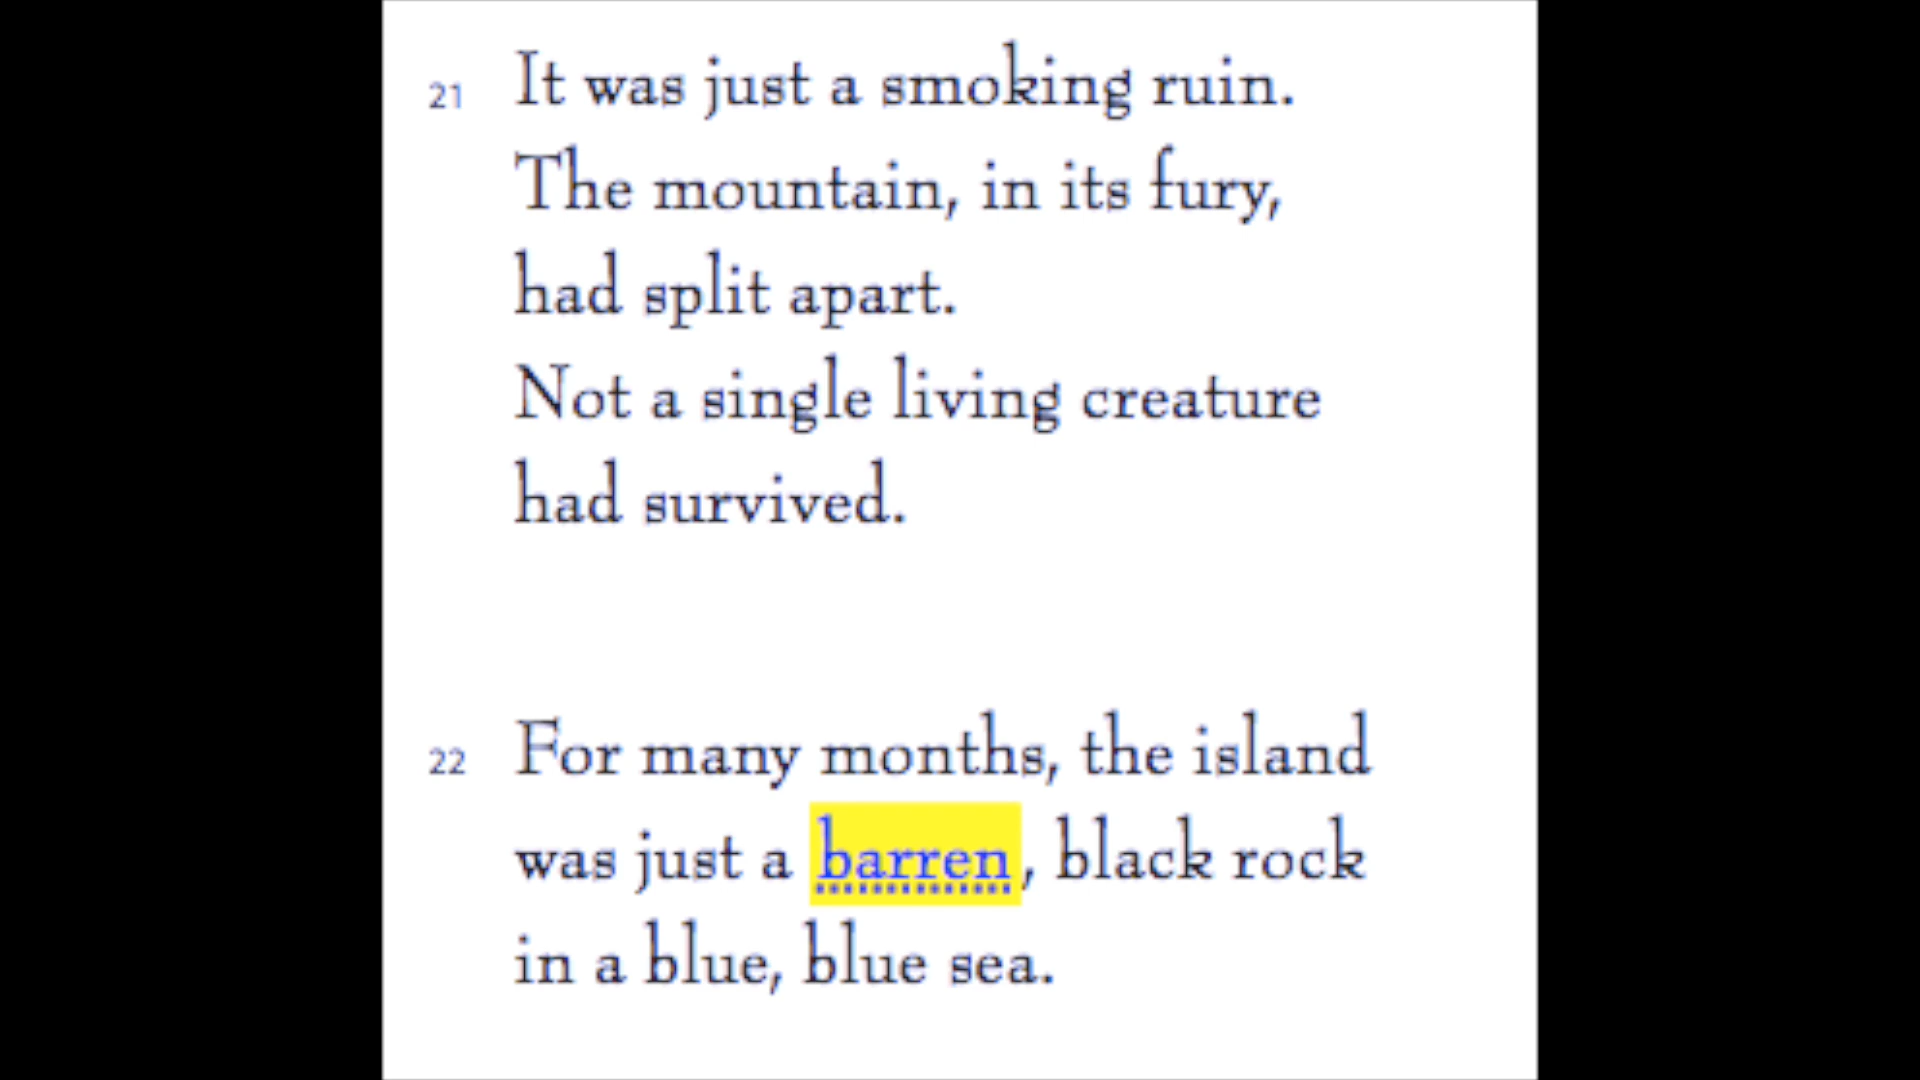 21 It was just a smoking ruin.
The mountain, in its fury,
had split apart.
Not a single living creature
had survived.
22 For many months, the island
was just a barren, black rock
in a blue, blue sea.